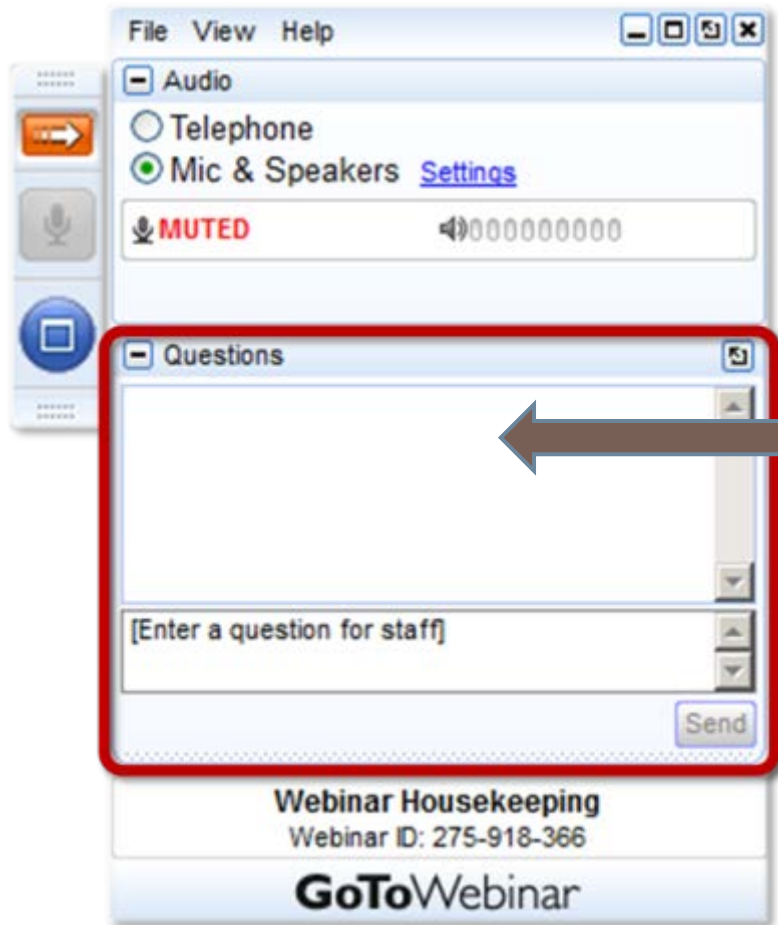 File View Help
Audio
Telephone
Mic & Speakers Settings
MUTED 000000000
Questions
[Enter a question for staff]
Send
Webinar Housekeeping
Webinar ID: 275-918-366
GoToWebinar